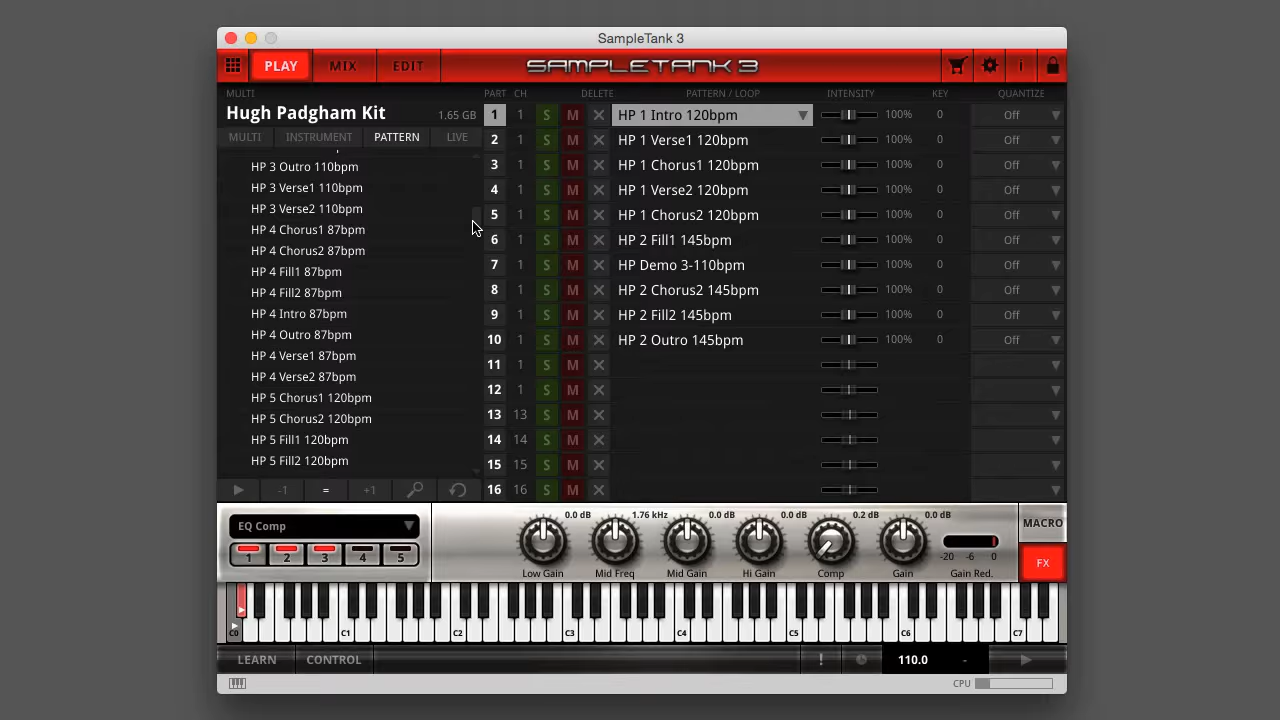 SampleTank 3
PLAY MIX EDIT SAMPLETANK 3 i
MULTI PART CH DELETE PATTERN / LOOP INTENSITY KEY QUANTIZE
Hugh Padgham Kit 1.65 GB
MULTI INSTRUMENT PATTERN LIVE
HP 3 Outro 110bpm
HP 3 Verse1 110bpm
HP 3 Verse2 110bpm
HP 4 Chorus1 87bpm
HP 4 Chorus2 87bpm
HP 4 Fill1 87bpm
HP 4 Fill2 87bpm
HP 4 Intro 87bpm
HP 4 Outro 87bpm
HP 4 Verse1 87bpm
HP 4 Verse2 87bpm
HP 5 Chorus1 120bpm
HP 5 Chorus2 120bpm
HP 5 Fill1 120bpm
HP 5 Fill2 120bpm
-1 = +1
1 1 S M HP 1 Intro 120bpm 100% 0 Off
2 1 S M HP 1 Verse1 120bpm 100% 0 Off
3 1 S M HP 1 Chorus1 120bpm 100% 0 Off
4 1 S M HP 1 Verse2 120bpm 100% 0 Off
5 1 S M HP 1 Chorus2 120bpm 100% 0 Off
6 1 S M HP 2 Fill1 145bpm 100% 0 Off
7 1 S M HP Demo 3-110bpm 100% 0 Off
8 1 S M HP 2 Chorus2 145bpm 100% 0 Off
9 1 S M HP 2 Fill2 145bpm 100% 0 Off
10 1 S M HP 2 Outro 145bpm 100% 0 Off
11 1 S M
12 1 S M
13 13 S M
14 14 S M
15 15 S M
16 16 S M
EQ Comp
1 2 3 4 5
0.0 dB 1.76 kHz 0.0 dB 0.0 dB 0.2 dB 0.0 dB
-20 -6 0
Low Gain Mid Freq Mid Gain Hi Gain Comp Gain Gain Red.
MACRO
FX
C0 C1 C2 C3 C4 C5 C6 C7
LEARN CONTROL ! 110.0 -
CPU